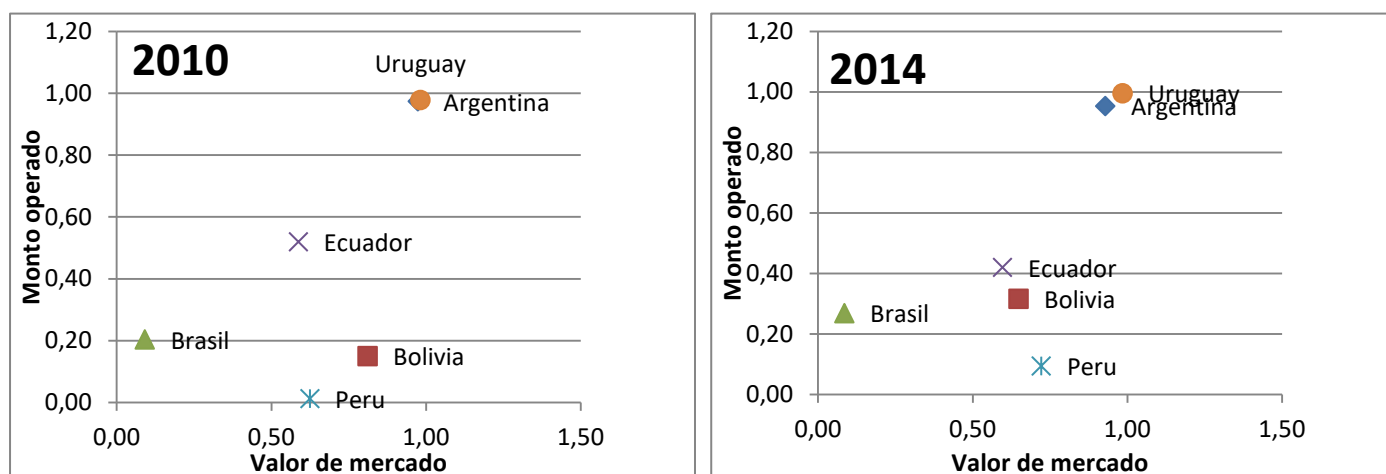 2010
Monto operado
1,20
1,00
0,80
0,60
0,40
0,20
0,00
Uruguay
Argentina
Ecuador
Brasil
Bolivia
Peru
0,00 0,50 1,00 1,50
Valor de mercado
2014
Monto operado
1,20
1,00
0,80
0,60
0,40
0,20
0,00
Uruguay
Argentina
Ecuador
Bolivia
Brasil
Peru
0,00 0,50 1,00 1,50
Valor de mercado